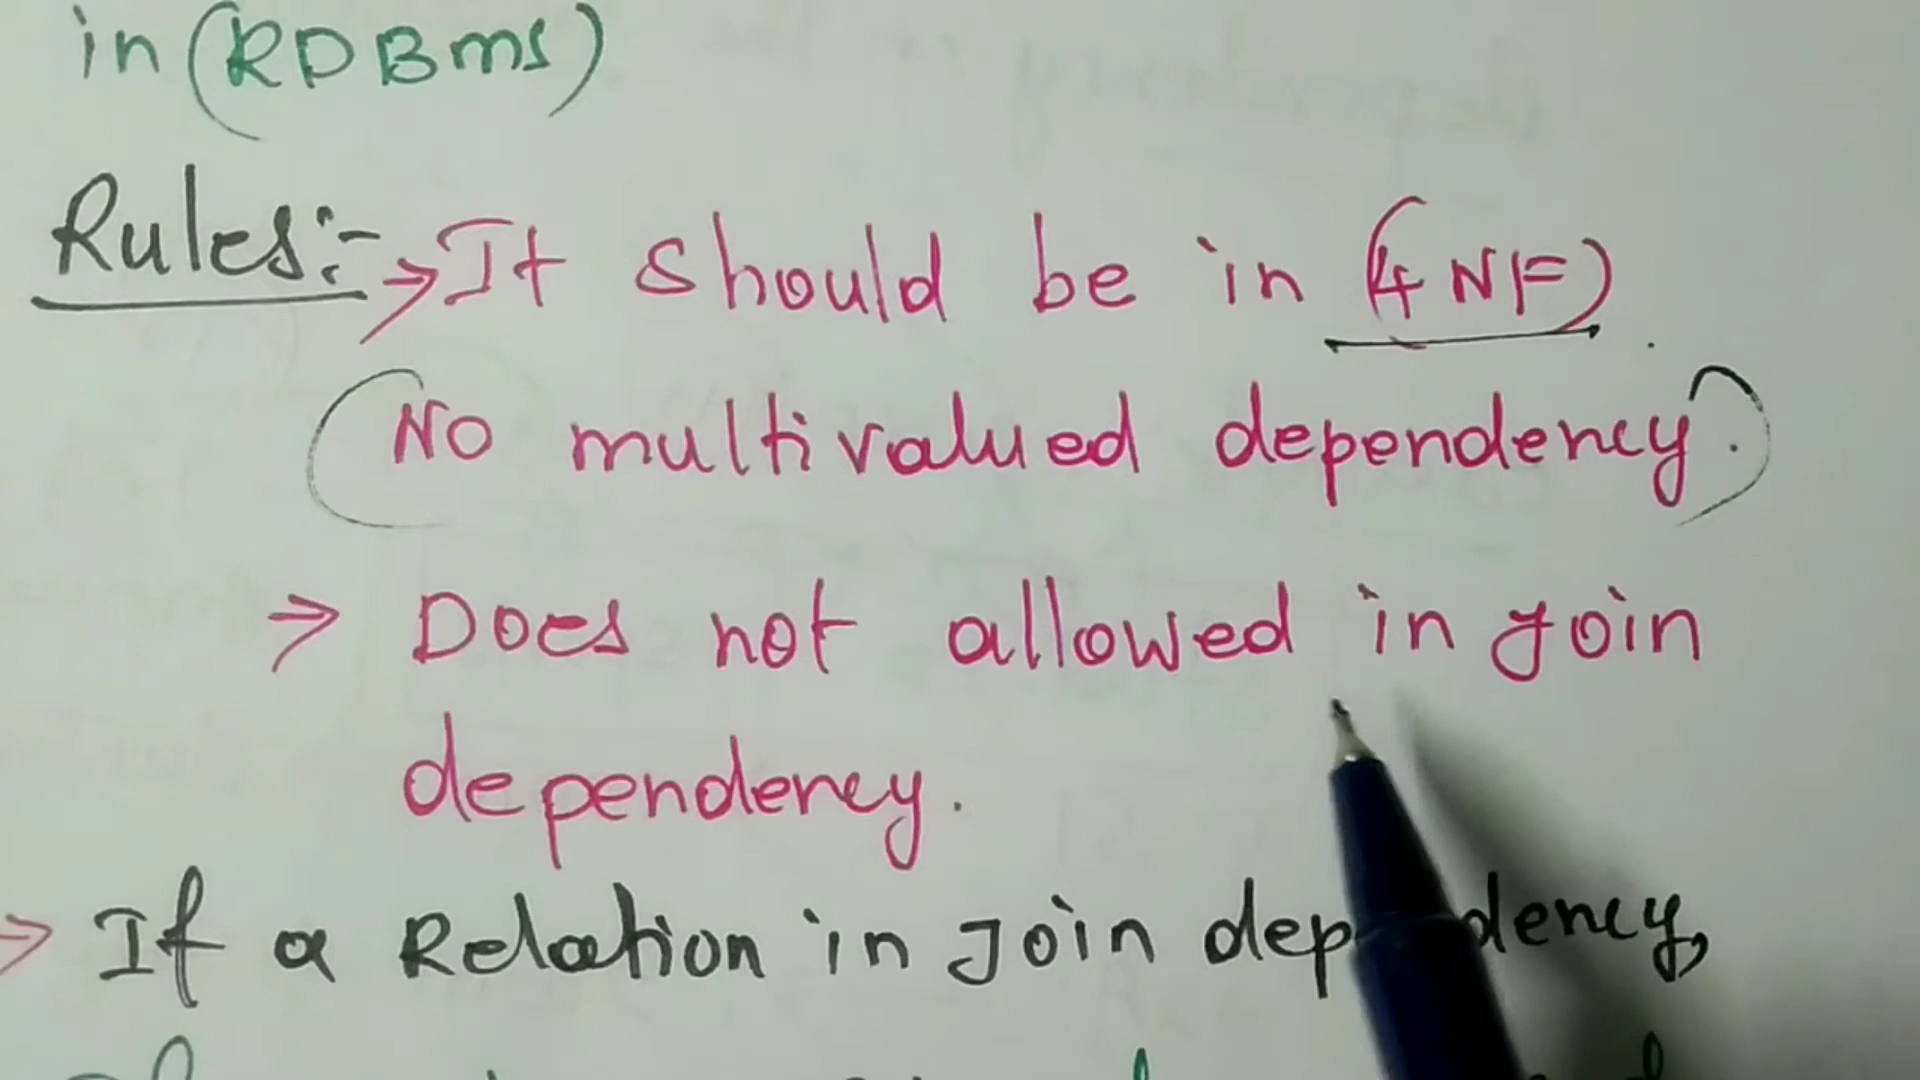 in (RDBms)
Rules:- → It should be in (4NF).
(No multivalued dependency.)
→ Does not allowed in join
dependency.
→ If a Relation in Join dependency,